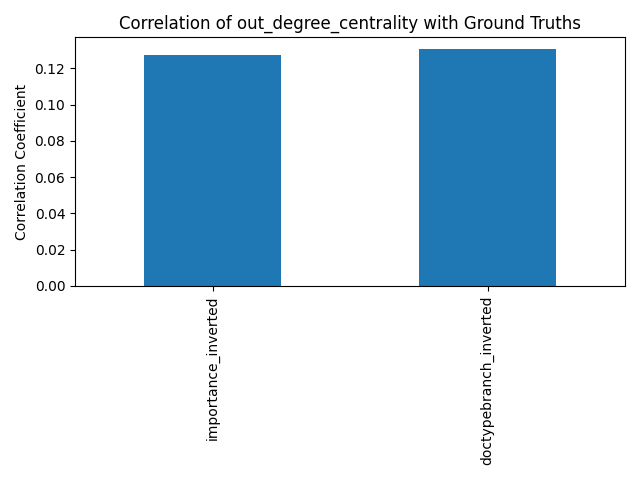 Correlation of out_degree_centrality with Ground Truths
Correlation Coefficient
0.12
0.10
0.08
0.06
0.04
0.02
0.00
importance_inverted
doctypebranch_inverted